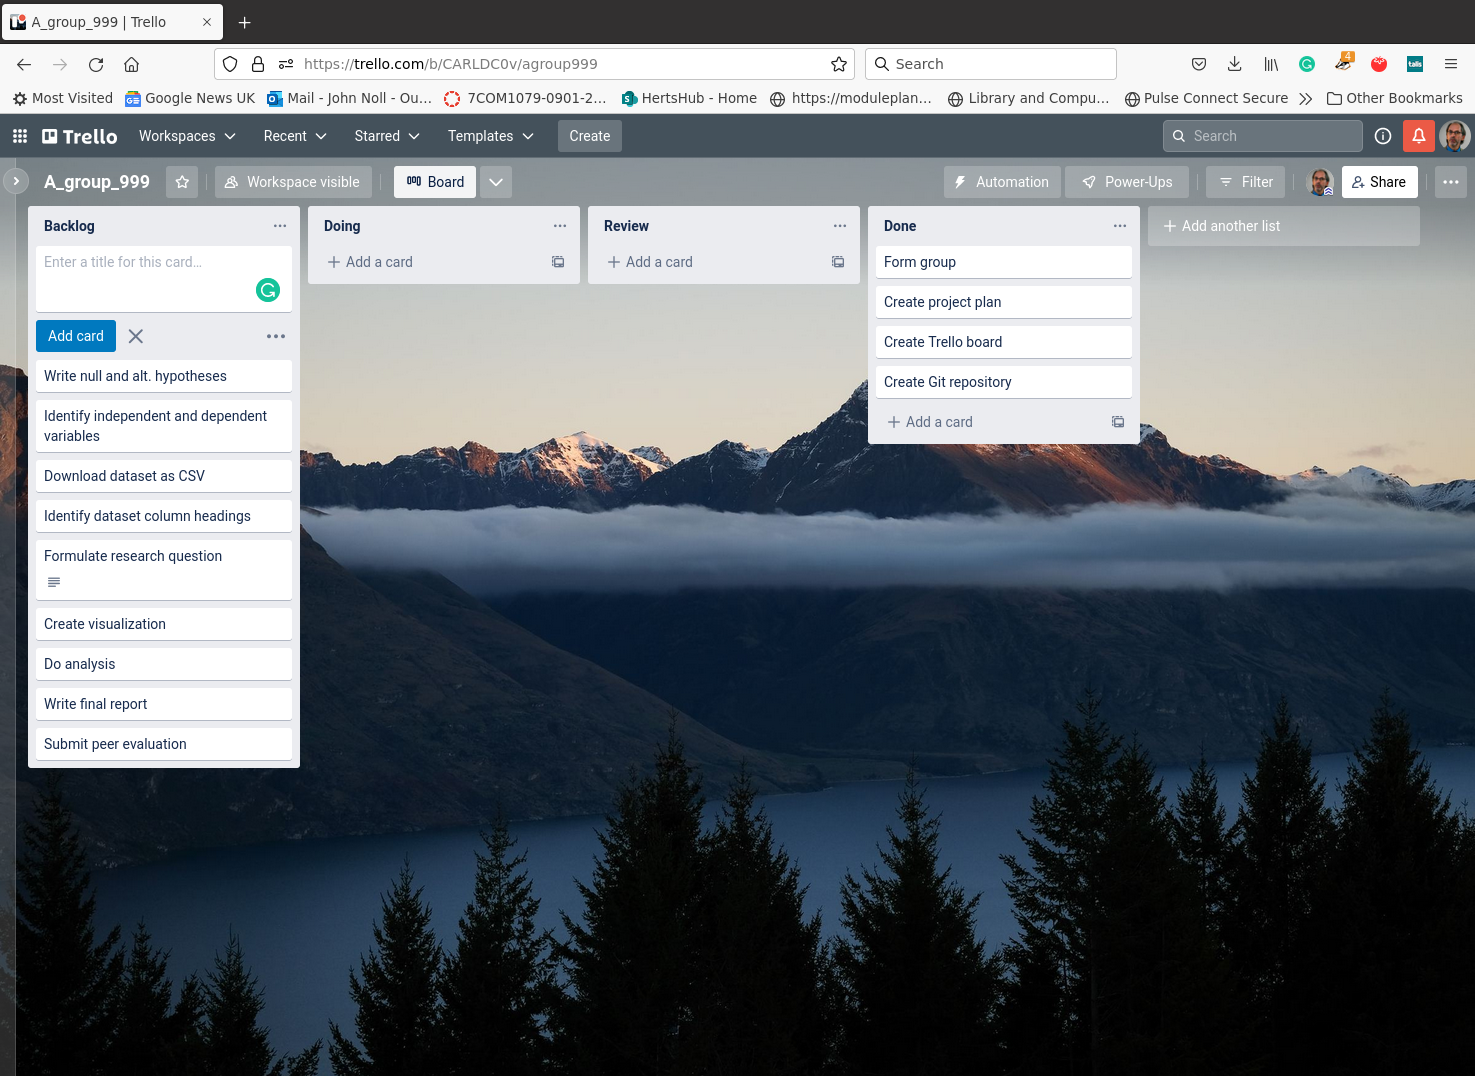 A_group_999 | Trello
https://trello.com/b/CARLDC0v/agroup999
Search
4
talis
Most Visited
Google News UK
Mail - John Noll - Ou...
7COM1079-0901-2...
HertsHub - Home
https://moduleplan...
Library and Compu...
Pulse Connect Secure
Other Bookmarks
Trello
Workspaces
Recent
Starred
Templates
Create
Search
A_group_999
Workspace visible
Board
Automation
Power-Ups
Filter
Share
Backlog
Enter a title for this card...
Add card
Write null and alt. hypotheses
Identify independent and dependent
variables
Download dataset as CSV
Identify dataset column headings
Formulate research question
Create visualization
Do analysis
Write final report
Submit peer evaluation
Doing
Add a card
Review
Add a card
Done
Form group
Create project plan
Create Trello board
Create Git repository
Add a card
Add another list